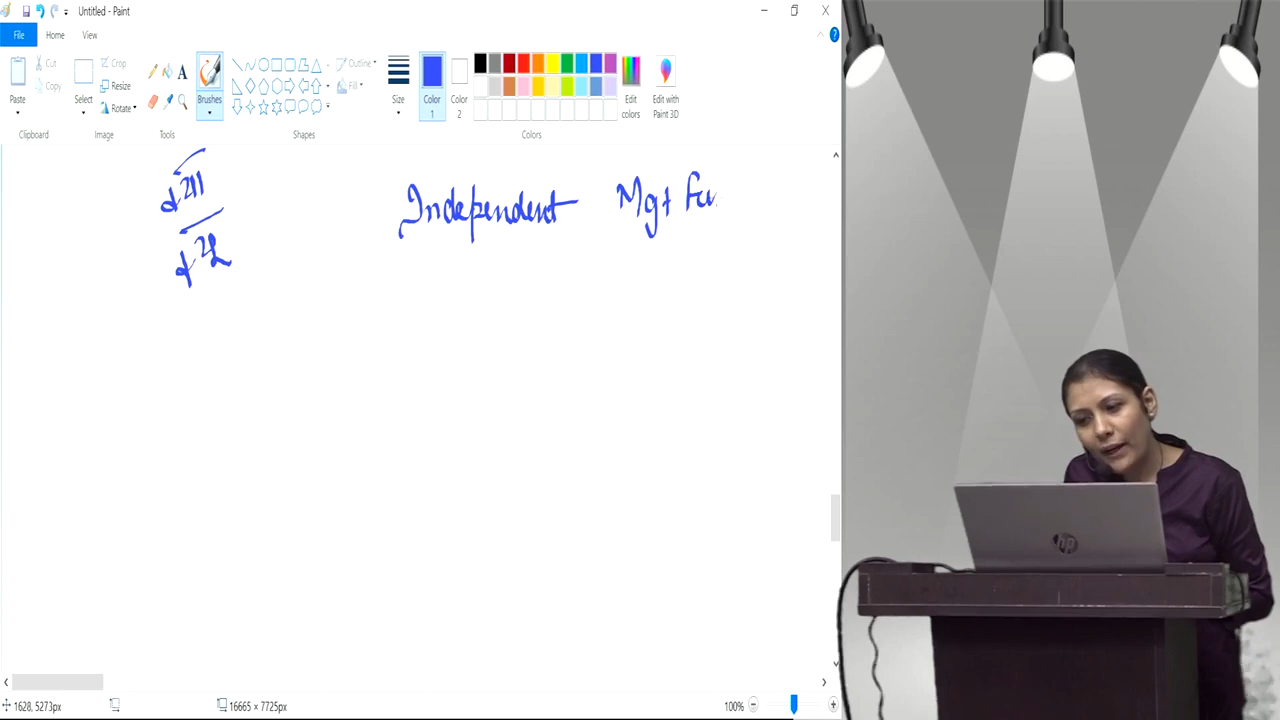 Untitled - Paint
File Home View
Paste Cut Copy
Select Crop Resize Rotate
A
Brushes
Outline Fill
Size
Color 1
Color 2
Edit colors
Edit with Paint 3D
Clipboard Image Tools Shapes Colors
Independent Mgt
hp
1628, 5273px 16665 × 7725px 100%